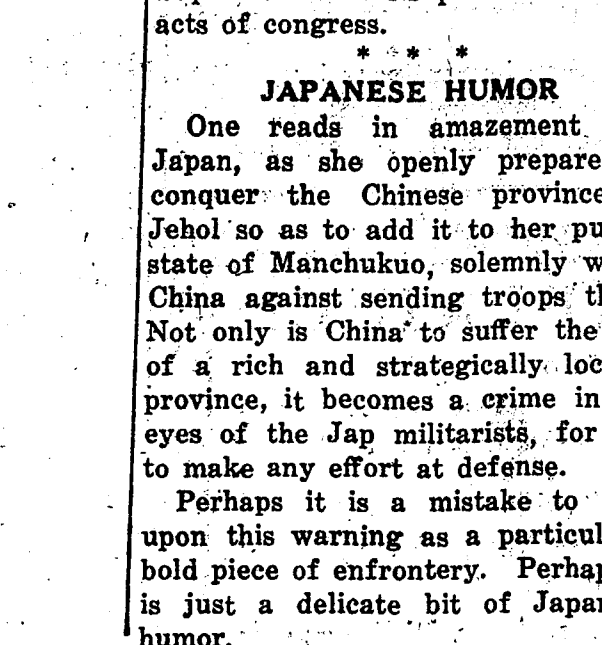 acts of congress.
* * *
JAPANESE HUMOR
One reads in amazement
Japan, as she openly prepare
conquer the Chinese province
Jehol so as to add it to her pu
state of Manchukuo, solemnly w
China against sending troops th
Not only is China to suffer the
of a rich and strategically loc
province, it becomes a crime in
eyes of the Jap militarists, for
to make any effort at defense.
Perhaps it is a mistake to
upon this warning as a particul
bold piece of enfrontery. Perhap
is just a delicate bit of Japan
humor.